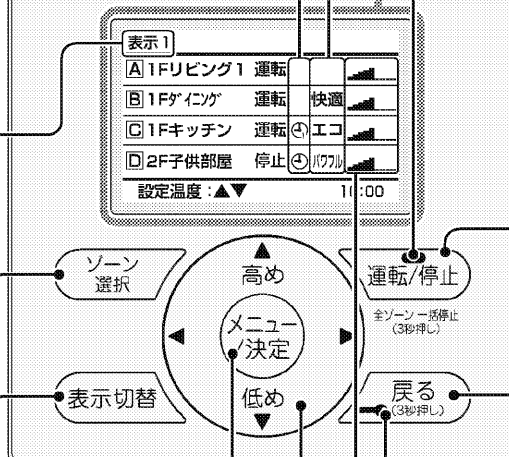 表示1
A 1Fリビング1 運転
B 1Fダイニング 運転 快適
C 1Fキッチン 運転 エコ
D 2F子供部屋 停止 パワフル
設定温度:▲▼ 10:00
ゾーン
選択
▲
高め
運転/停止
全ゾーン一括停止
(3秒押し)
◀ メニュー ▶
/決定
表示切替
低め
▼
戻る
(3秒押し)